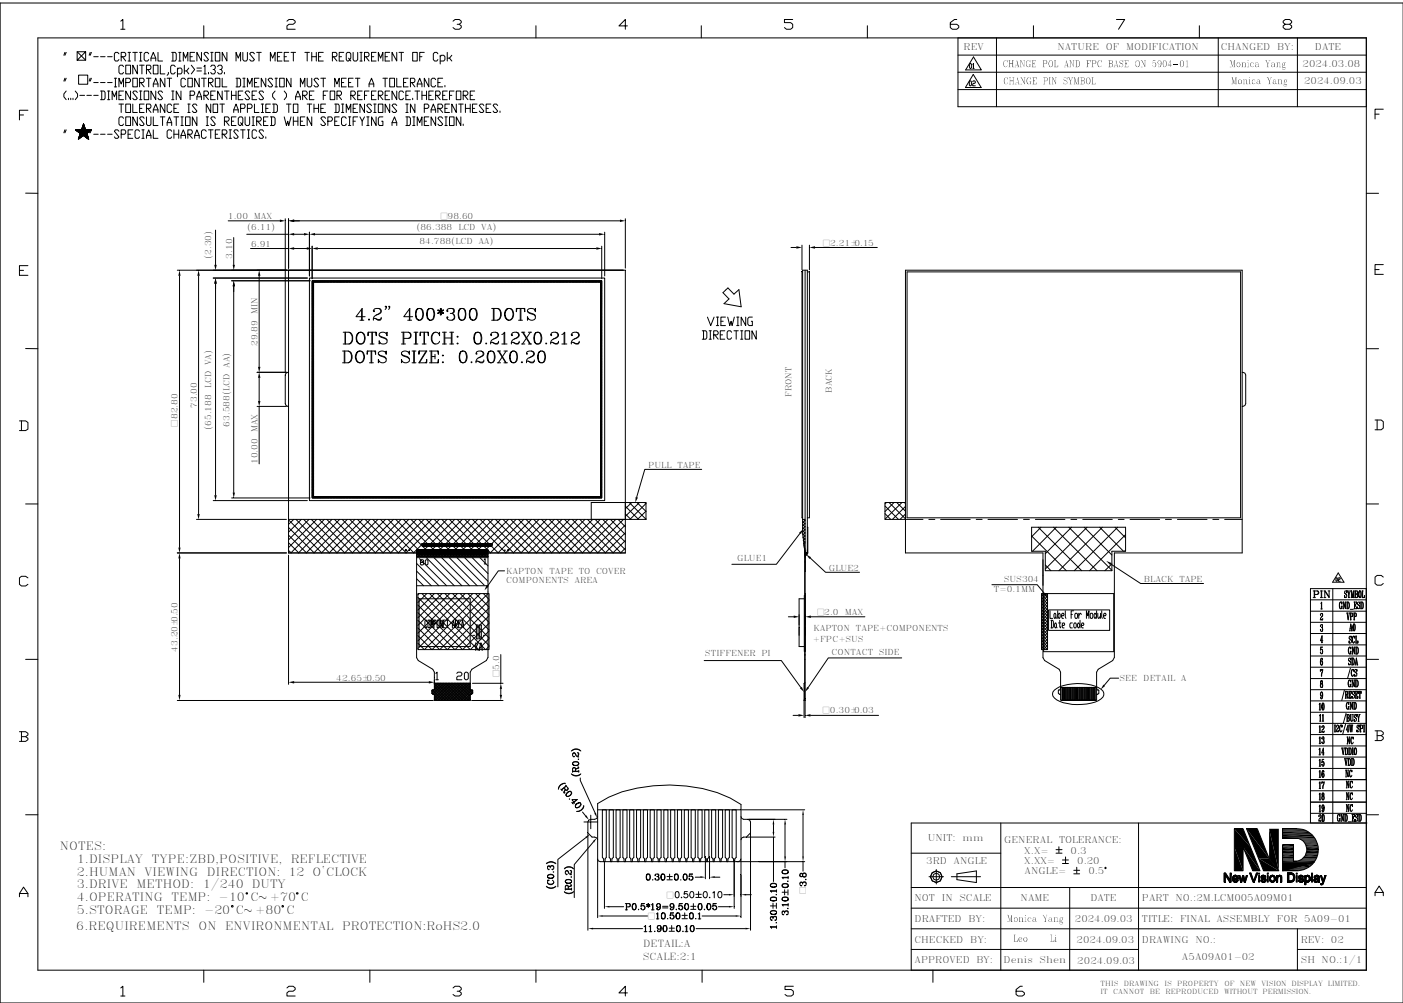 1 2 3 4 5 6 7 8
" ☒"---CRITICAL DIMENSION MUST MEET THE REQUIREMENT OF Cpk
CONTROL,Cpk>=1.33.
" □"---IMPORTANT CONTROL DIMENSION MUST MEET A TOLERANCE.
(...)---DIMENSIONS IN PARENTHESES ( ) ARE FOR REFERENCE.THEREFORE
TOLERANCE IS NOT APPLIED TO THE DIMENSIONS IN PARENTHESES.
CONSULTATION IS REQUIRED WHEN SPECIFYING A DIMENSION.
" ★---SPECIAL CHARACTERISTICS.
REV NATURE OF MODIFICATION CHANGED BY: DATE
01 CHANGE POL AND FPC BASE ON 5904-01 Monica Yang 2024.03.08
02 CHANGE PIN SYMBOL Monica Yang 2024.09.03
F F
E E
D D
C C
B B
A A
1.00 MAX
□98.60
(6.11)
(86.388 LCD VA)
6.91
84.788(LCD AA)
(2.30)
3.10
29.89 MIN
10.00 MAX
□82.80
73.00
(65.188 LCD VA)
63.588(LCD AA)
4.2" 400*300 DOTS
DOTS PITCH: 0.212X0.212
DOTS SIZE: 0.20X0.20
PULL TAPE
KAPTON TAPE TO COVER
COMPONENTS AREA
80
43.20±0.50
42.65±0.50
1 20
□5.0
VIEWING
DIRECTION
□2.21±0.15
FRONT
BACK
GLUE1
GLUE2
□2.0 MAX
KAPTON TAPE+COMPONENTS
+FPC+SUS
STIFFENER PI
CONTACT SIDE
□0.30±0.03
SUS304
T=0.1MM
BLACK TAPE
Label For Module
Date code
SEE DETAIL A
02
PIN SYMBOL
1 GND_ESD
2 VPP
3 A0
4 SCL
5 GND
6 SDA
7 /CS
8 GND
9 /RESET
10 GND
11 /BUSY
12 I2C/4W SPI
13 NC
14 VDDIO
15 VDD
16 NC
17 NC
18 NC
19 NC
20 GND_ESD
(R0.2)
(R0.40)
(C0.3)
(R0.2)
0.30±0.05
□0.50±0.10
P0.5*19=9.50±0.05
□10.50±0.1
11.90±0.10
1.30±0.10
3.10±0.10
□3.8
DETAIL:A
SCALE:2:1
NOTES:
1.DISPLAY TYPE:ZBD,POSITIVE, REFLECTIVE
2.HUMAN VIEWING DIRECTION: 12 O'CLOCK
3.DRIVE METHOD: 1/240 DUTY
4.OPERATING TEMP: -10°C~ +70°C
5.STORAGE TEMP: -20°C~ +80°C
6.REQUIREMENTS ON ENVIRONMENTAL PROTECTION:RoHS2.0
UNIT: mm
3RD ANGLE
GENERAL TOLERANCE:
X.X= ± 0.3
X.XX= ± 0.20
ANGLE= ± 0.5°
New Vision Display
NOT IN SCALE NAME DATE PART NO.:2M.LCM005A09M01
DRAFTED BY: Monica Yang 2024.09.03 TITLE: FINAL ASSEMBLY FOR 5A09-01
CHECKED BY: Leo Li 2024.09.03 DRAWING NO.: REV: 02
APPROVED BY: Denis Shen 2024.09.03 A5A09A01-02 SH NO.:1/1
THIS DRAWING IS PROPERTY OF NEW VISION DISPLAY LIMITED.
IT CANNOT BE REPRODUCED WITHOUT PERMISSION.
1 2 3 4 5 6